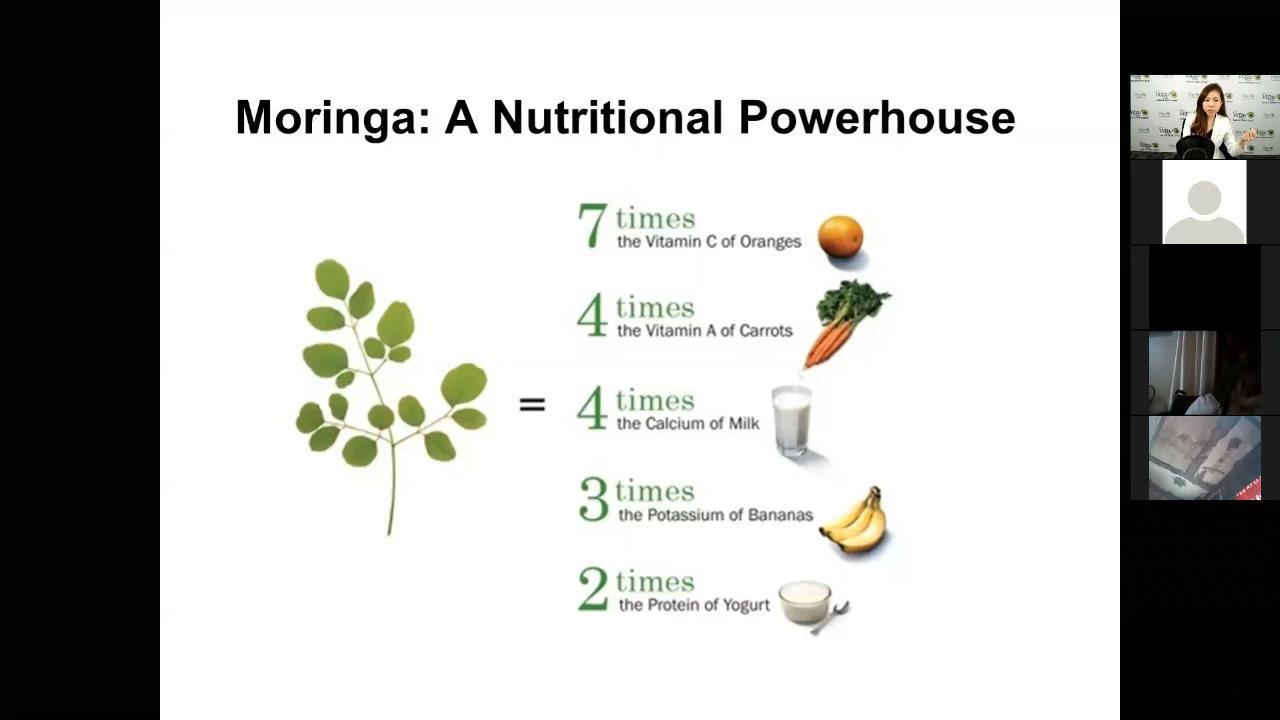 Moringa: A Nutritional Powerhouse
7 times
the Vitamin C of Oranges
4 times
the Vitamin A of Carrots
=
4 times
the Calcium of Milk
3 times
the Potassium of Bananas
2 times
the Protein of Yogurt